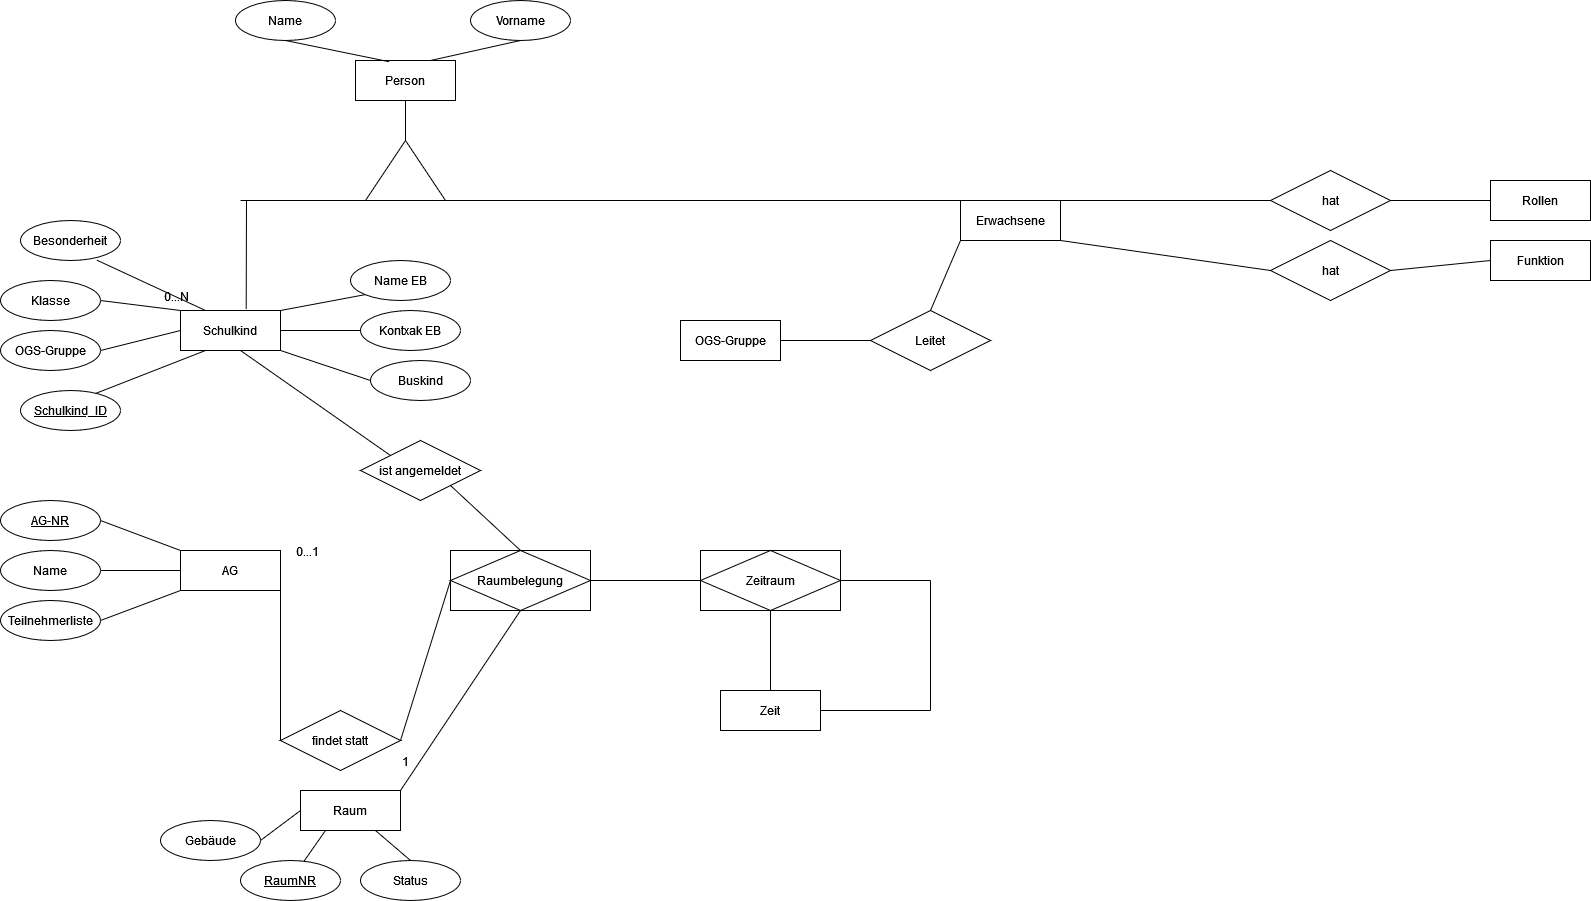 Name
Vorname
Person
hat
Rollen
Erwachsene
Besonderheit
hat
Funktion
Name EB
0...N
Klasse
Schulkind
Kontxak EB
OGS-Gruppe
Leitet
OGS-Gruppe
Buskind
Schulkind_ID
ist angemeldet
AG-NR
0...1
Name
AG
Raumbelegung
Zeitraum
Teilnehmerliste
Zeit
findet statt
1
Raum
Gebäude
RaumNR
Status